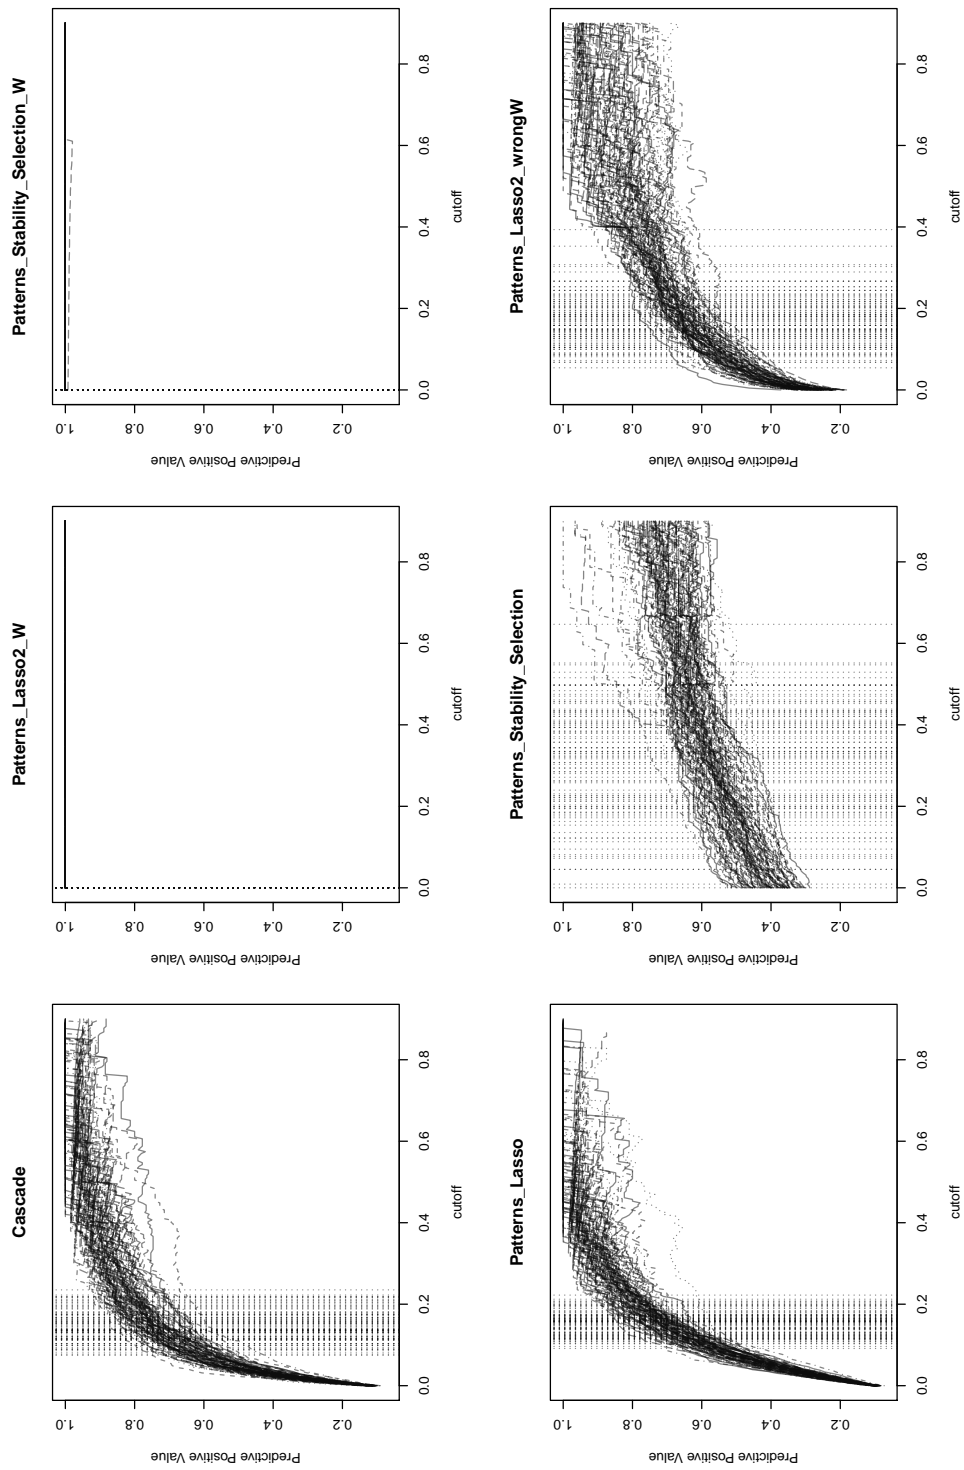 Cascade
Predictive Positive Value
0.2 0.4 0.6 0.8 1.0
0.0 0.2 0.4 0.6 0.8
cutoff
Patterns_Lasso2_W
Predictive Positive Value
0.2 0.4 0.6 0.8 1.0
0.0 0.2 0.4 0.6 0.8
cutoff
Patterns_Stability_Selection_W
Predictive Positive Value
0.2 0.4 0.6 0.8 1.0
0.0 0.2 0.4 0.6 0.8
cutoff
Patterns_Lasso
Predictive Positive Value
0.2 0.4 0.6 0.8 1.0
0.0 0.2 0.4 0.6 0.8
cutoff
Patterns_Stability_Selection
Predictive Positive Value
0.2 0.4 0.6 0.8 1.0
0.0 0.2 0.4 0.6 0.8
cutoff
Patterns_Lasso2_wrongW
Predictive Positive Value
0.2 0.4 0.6 0.8 1.0
0.0 0.2 0.4 0.6 0.8
cutoff